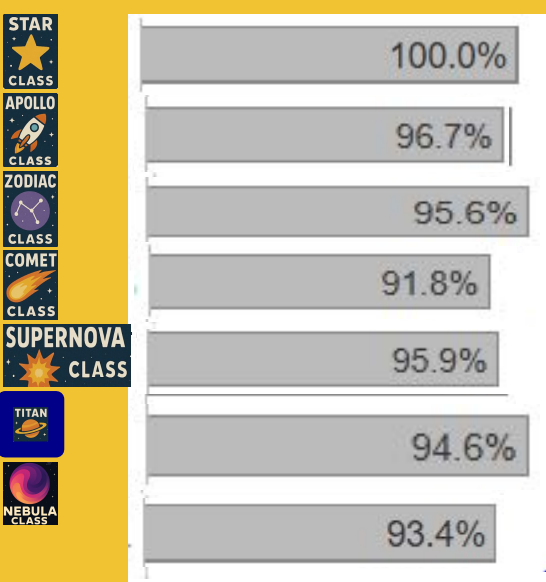 STAR
CLASS
100.0%
APOLLO
CLASS
96.7%
ZODIAC
CLASS
95.6%
COMET
CLASS
91.8%
SUPERNOVA
CLASS
95.9%
TITAN
94.6%
NEBULA
CLASS
93.4%